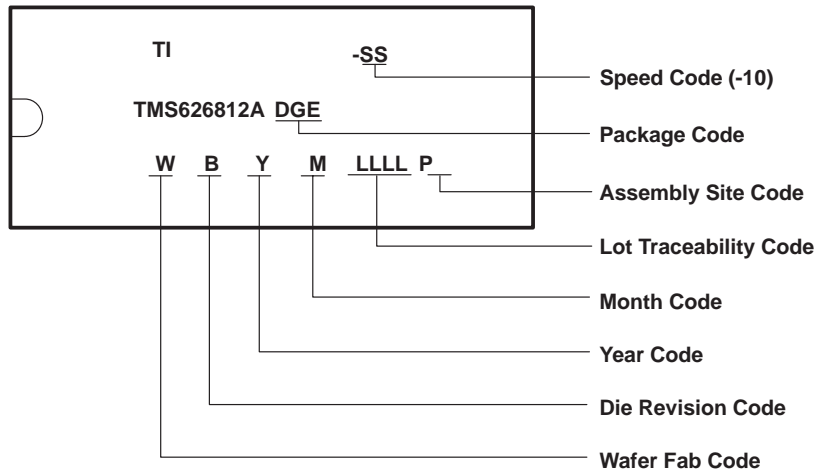 TI -SS
Speed Code (-10)
TMS626812A DGE
Package Code
W B Y M LLLL P
Assembly Site Code
Lot Traceability Code
Month Code
Year Code
Die Revision Code
Wafer Fab Code